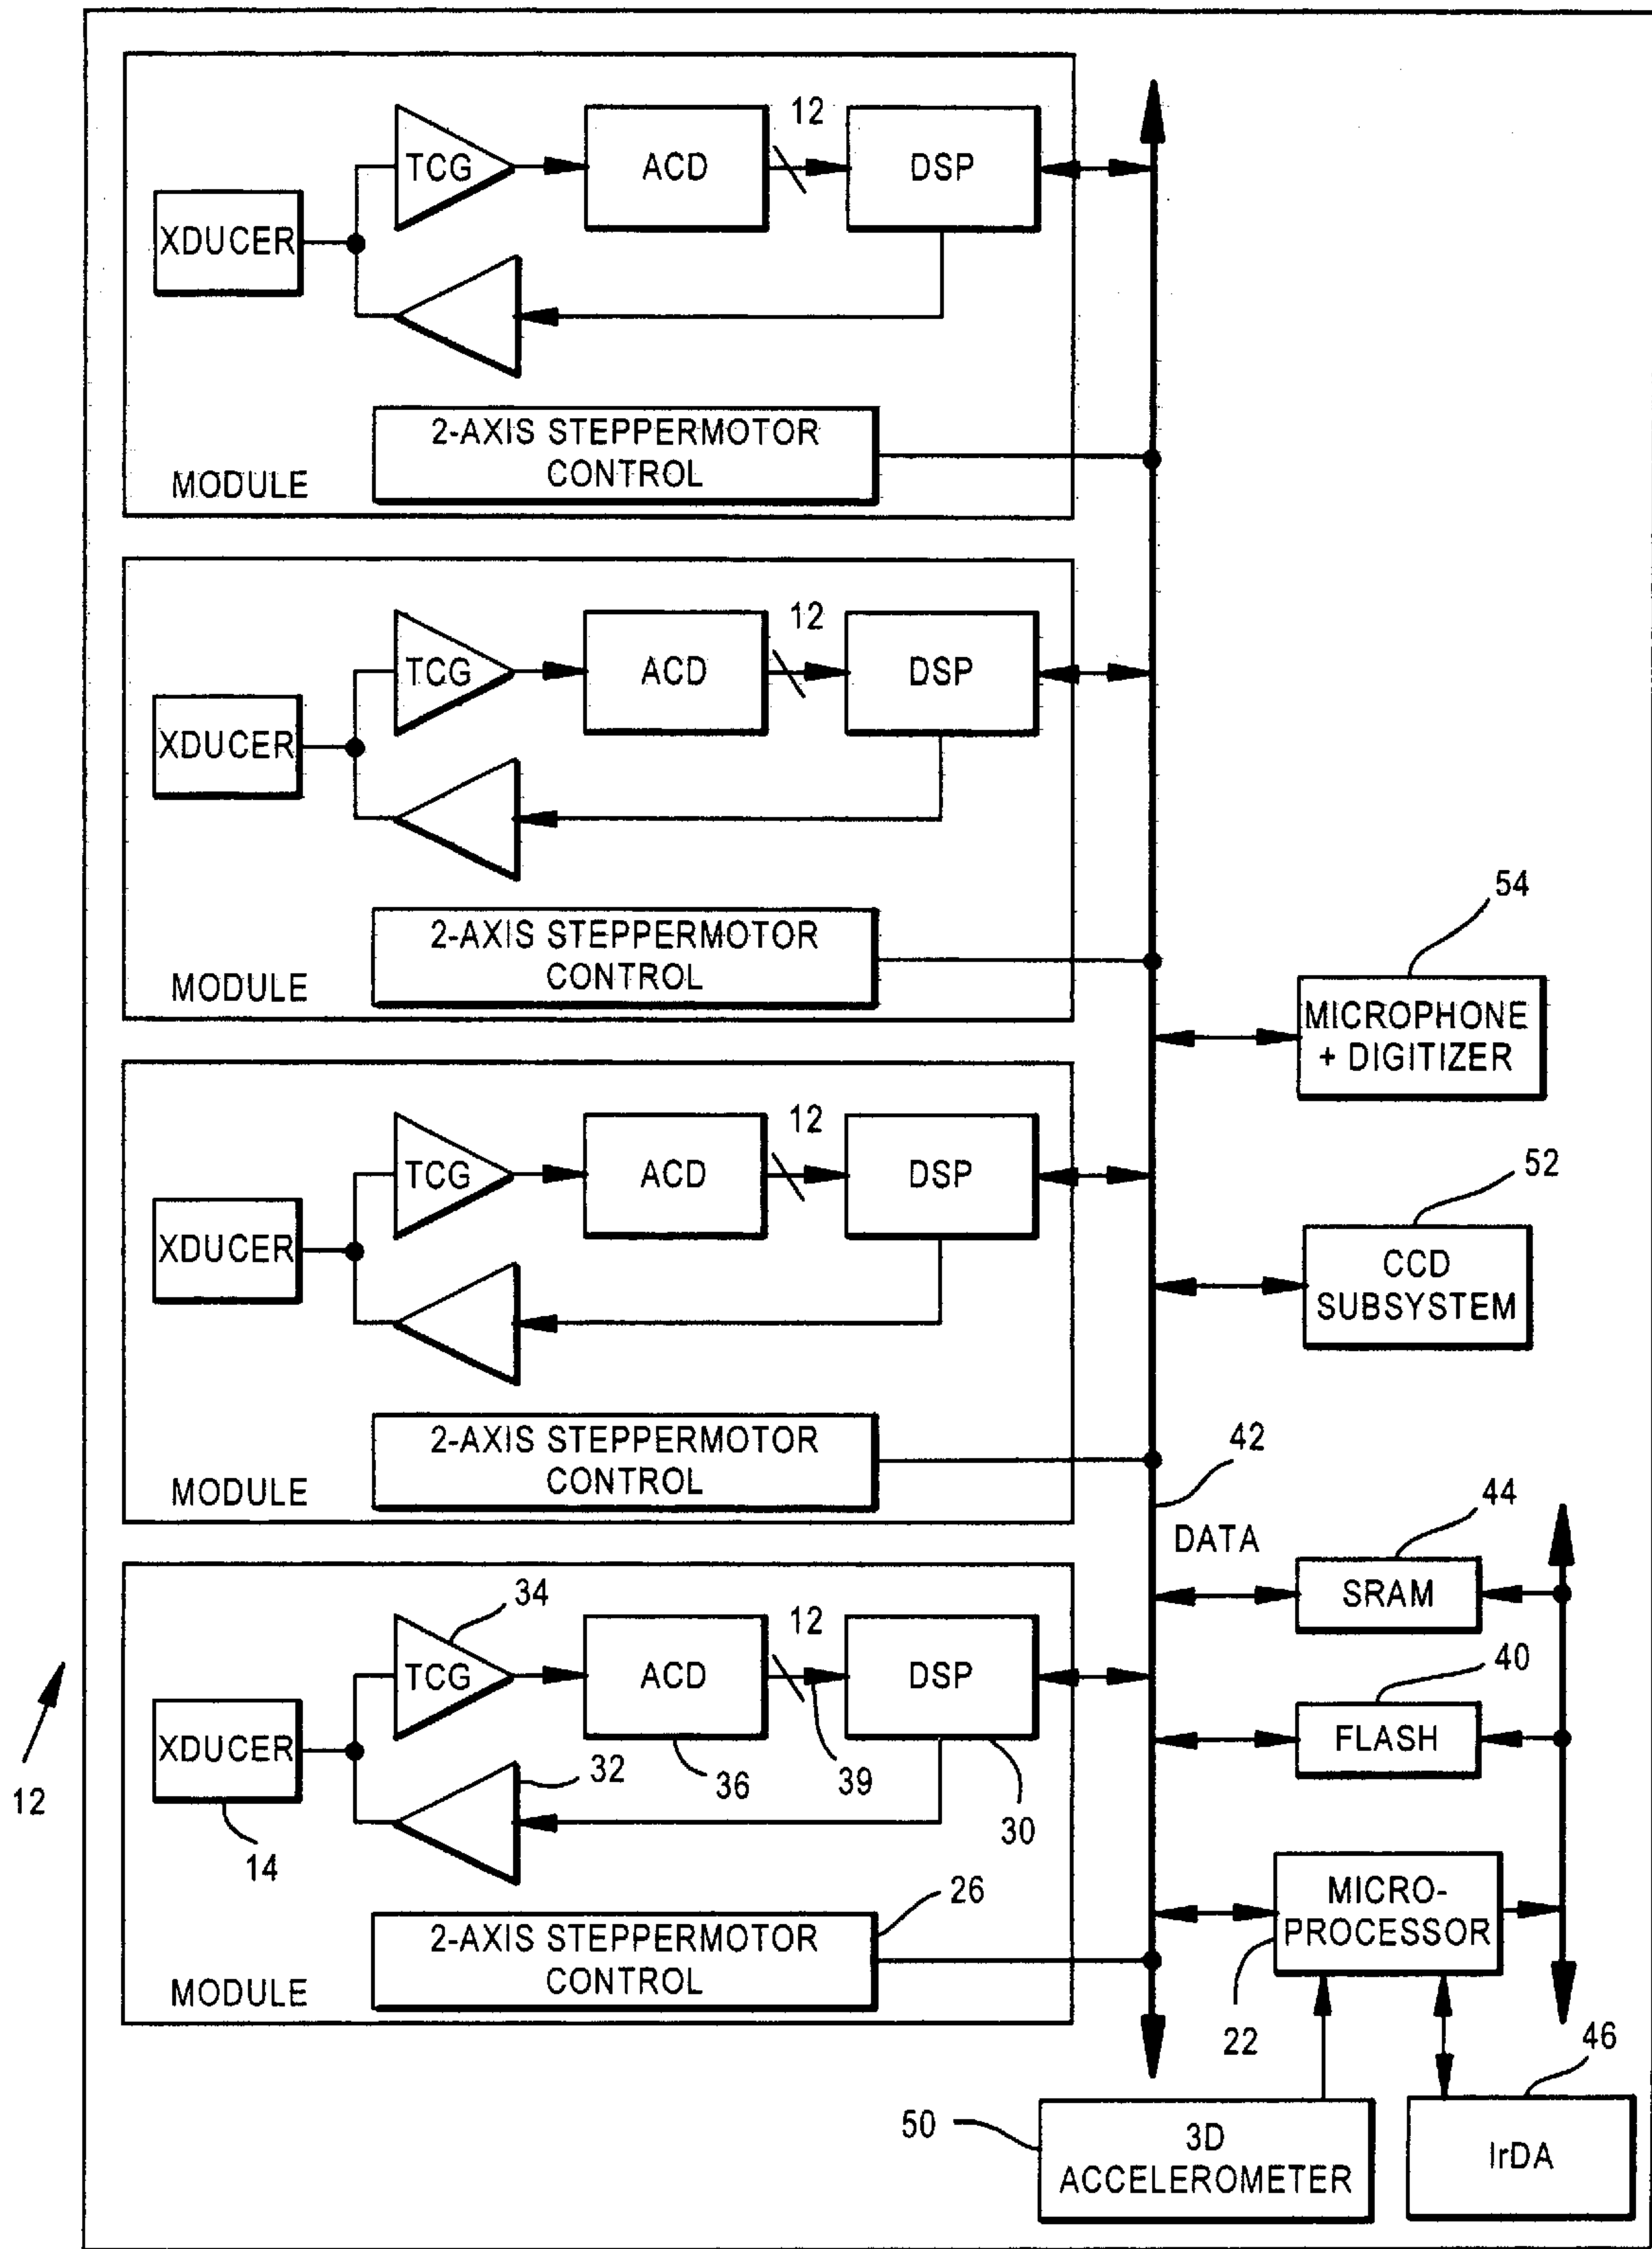 12
TCG
ACD
DSP
XDUCER
2-AXIS STEPPERMOTOR
CONTROL
MODULE
12
TCG
ACD
DSP
XDUCER
2-AXIS STEPPERMOTOR
CONTROL
MODULE
12
TCG
ACD
DSP
XDUCER
2-AXIS STEPPERMOTOR
CONTROL
MODULE
34
12
TCG
ACD
DSP
XDUCER
32
36
39
30
14
26
2-AXIS STEPPERMOTOR
CONTROL
MODULE
12
54
MICROPHONE
+ DIGITIZER
52
CCD
SUBSYSTEM
42
DATA
44
SRAM
40
FLASH
MICRO-
PROCESSOR
22
46
50
3D
ACCELEROMETER
IrDA